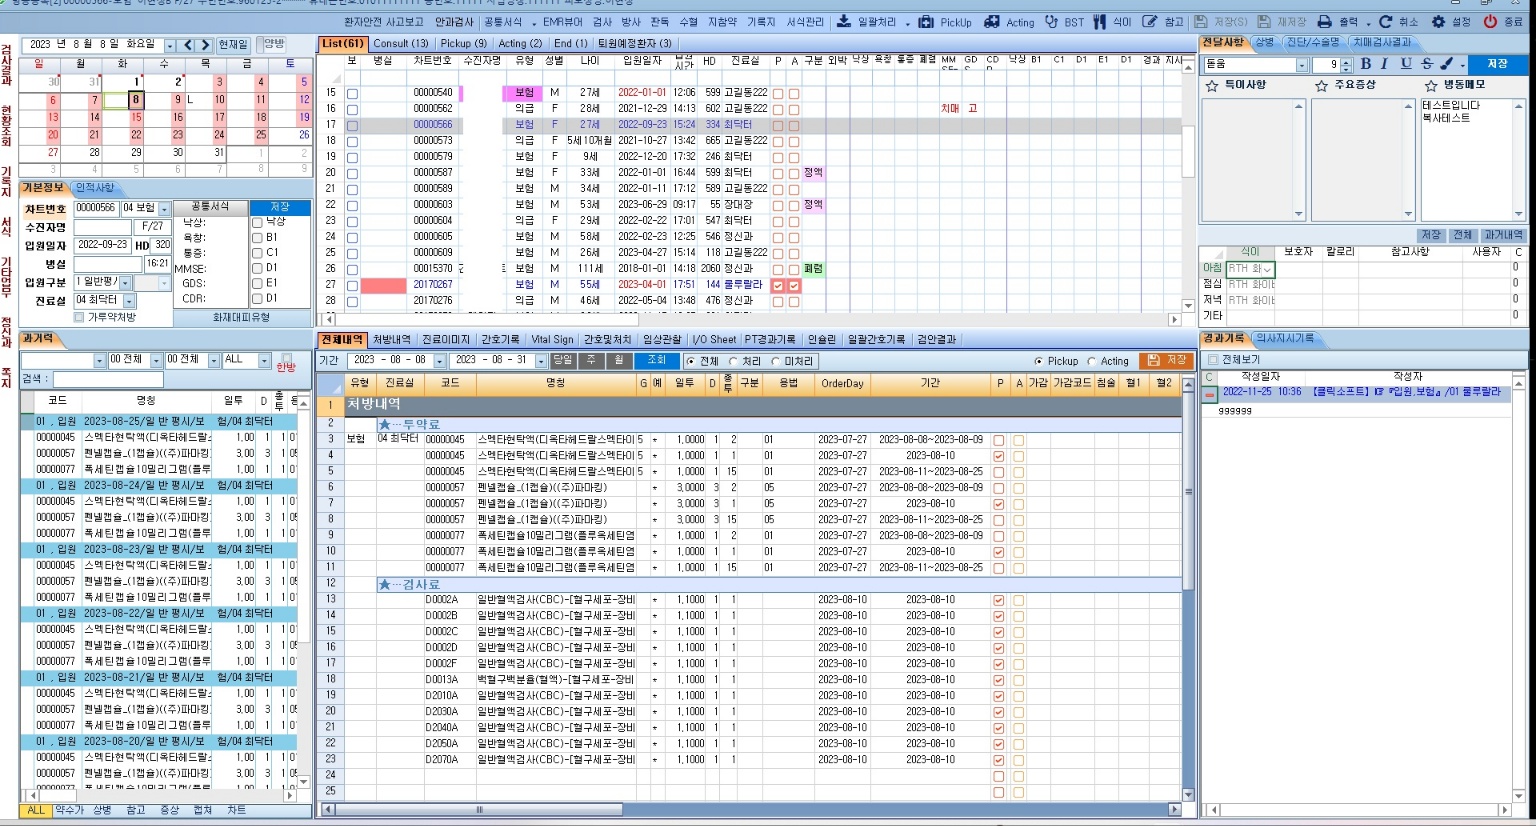 환자안전 사고보고 안과검사 공통서식 EMR뷰어 검사 방사 판독 수혈 지참약 기록지 서식관리 일괄처리 PickUp Acting BST 식이 참고 저장(S) 재저장 출력 취소 설정 종료
2023 년 8 월 8 일 화요일 현재일 양방
일 월 화 수 목 금 토
30 31 1 2 3 4 5
6 7 8 9 L 10 11 12
13 14 15 16 17 18 19
20 21 22 23 24 25 26
27 28 29 30 31 1 2
3 4 5 6 7 8 9
검사결과
현황조회
기록지
서식
기타업무
정신과
쪽지
기본정보 인적사항
차트번호 00000566 04 보험
수진자명 F/27
입원일자 2022-09-23 HD 320
병실 16:21
입원구분 1 일반평/
진료실 04 최닥터
가루약처방
공통서식 저장
낙상: 낙상
욕창: B1
통증: C1
MMSE: D1
GDS: E1
CDR: D1
화재대피유형
List(61) Consult (13) Pickup (9) Acting (2) End (1) 퇴원예정환자 (3)
보 병실 차트번호 수진자명 유형 성별 나이 입원일자 입원시간 HD 진료실 P A 구분 외박 낙상 욕창 통증 폐렴 낙상 B1 C1 D1 E1 D1 경과 지시
15 00000540 보험 M 27세 2022-01-01 12:06 599 고길동222
16 00000562 의급 F 28세 2021-12-29 14:13 602 고길동222 치매 고
17 00000566 보험 F 27세 2022-09-23 15:24 334 최닥터
18 00000573 의급 F 5세10개월 2021-10-27 13:42 665 고길동222
19 00000579 보험 F 9세 2022-12-20 17:32 246 최닥터
20 00000587 보험 F 33세 2022-01-01 16:44 599 최닥터 정액
21 00000589 보험 M 34세 2022-01-11 17:12 589 고길동222
22 00000603 보험 M 53세 2023-06-29 09:17 55 장대장 정액
23 00000604 의급 F 29세 2022-02-22 17:01 547 최닥터
24 00000605 보험 M 58세 2022-02-23 12:25 546 정신과
25 00000609 보험 M 26세 2023-04-27 15:14 118 고길동222
26 00015370 보험 M 111세 2018-01-01 14:18 2060 정신과 폐렴
27 20170267 보험 M 55세 2023-04-01 17:51 144 룰루랄라
28 20170276 의급 M 46세 2022-05-04 13:48 476 정신과
전달사항 상병 진단/수술명 치매검사결과
돋움 9 B I U S 저장
특이사항 주요증상 병동메모
테스트입니다
복사테스트
저장 전체 과거내역
식이 보호자 칼로리 참고사항 사용자 C
아침 RTH 화 0
점심 RTH 화이트 0
저녁 RTH 화이트 0
기타 0
과거력
00 전체 00 전체 ALL 한방
검색 :
코드 명칭 일투 D
01 , 입원 2023-08-25/일 반 평시/보 험/04 최닥터
00000045 스멕타현탁액(디옥타헤드랄스 1,00 1 1
00000057 펜넬캡슐_(1캡슐)((주)파마킹) 3,00 3 1
00000077 폭세틴캡슐10밀리그램(플루 1,00 1 1
01 , 입원 2023-08-24/일 반 평시/보 험/04 최닥터
00000045 스멕타현탁액(디옥타헤드랄스 1,00 1 1
00000057 펜넬캡슐_(1캡슐)((주)파마킹) 3,00 3 1
00000077 폭세틴캡슐10밀리그램(플루 1,00 1 1
01 , 입원 2023-08-23/일 반 평시/보 험/04 최닥터
00000045 스멕타현탁액(디옥타헤드랄스 1,00 1 1
00000057 펜넬캡슐_(1캡슐)((주)파마킹) 3,00 3 1
00000077 폭세틴캡슐10밀리그램(플루 1,00 1 1
01 , 입원 2023-08-22/일 반 평시/보 험/04 최닥터
00000045 스멕타현탁액(디옥타헤드랄스 1,00 1 1
00000057 펜넬캡슐_(1캡슐)((주)파마킹) 3,00 3 1
00000077 폭세틴캡슐10밀리그램(플루 1,00 1 1
01 , 입원 2023-08-21/일 반 평시/보 험/04 최닥터
00000045 스멕타현탁액(디옥타헤드랄스 1,00 1 1
00000057 펜넬캡슐_(1캡슐)((주)파마킹) 3,00 3 1
00000077 폭세틴캡슐10밀리그램(플루 1,00 1 1
01 , 입원 2023-08-20/일 반 평시/보 험/04 최닥터
00000045 스멕타현탁액(디옥타헤드랄스 1,00 1 1
00000057 펜넬캡슐_(1캡슐)((주)파마킹) 3,00 3 1
ALL 약수가 상병 참고 증상 캡쳐 차트
전체내역 처방내역 진료이미지 간호기록 Vital Sign 간호및처치 임상관찰 I/O Sheet PT경과기록 인슐린 일괄간호기록 검안결과
기간 2023 - 08 - 08 2023 - 08 - 31 당일 주 월 조회 전체 처리 미처리 Pickup Acting 저장
유형 진료실 코드 명칭 G 예 일투 D 총투 구분 용법 OrderDay 기간 P A 가감 가감코드 침술 혈1 혈2
1 처방내역
2 ★…투약료
3 보험 04 최닥터 00000045 스멕타현탁액(디옥타헤드랄스멕타이 5 * 1,0000 1 2 01 2023-07-27 2023-08-08~2023-08-09
4 00000045 스멕타현탁액(디옥타헤드랄스멕타이 5 * 1,0000 1 1 01 2023-07-27 2023-08-10
5 00000045 스멕타현탁액(디옥타헤드랄스멕타이 5 * 1,0000 1 15 01 2023-07-27 2023-08-11~2023-08-25
6 00000057 펜넬캡슐_(1캡슐)((주)파마킹) * 3,0000 3 2 05 2023-07-27 2023-08-08~2023-08-09
7 00000057 펜넬캡슐_(1캡슐)((주)파마킹) * 3,0000 3 1 05 2023-07-27 2023-08-10
8 00000057 펜넬캡슐_(1캡슐)((주)파마킹) * 3,0000 3 15 05 2023-07-27 2023-08-11~2023-08-25
9 00000077 폭세틴캡슐10밀리그램(플루옥세틴염 * 1,0000 1 2 01 2023-07-27 2023-08-08~2023-08-09
10 00000077 폭세틴캡슐10밀리그램(플루옥세틴염 * 1,0000 1 1 01 2023-07-27 2023-08-10
11 00000077 폭세틴캡슐10밀리그램(플루옥세틴염 * 1,0000 1 15 01 2023-07-27 2023-08-11~2023-08-25
12 ★…검사료
13 D0002A 일반혈액검사(CBC)-[혈구세포-장비 * 1,1000 1 1 2023-08-10 2023-08-10
14 D0002B 일반혈액검사(CBC)-[혈구세포-장비 * 1,1000 1 1 2023-08-10 2023-08-10
15 D0002C 일반혈액검사(CBC)-[혈구세포-장비 * 1,1000 1 1 2023-08-10 2023-08-10
16 D0002D 일반혈액검사(CBC)-[혈구세포-장비 * 1,1000 1 1 2023-08-10 2023-08-10
17 D0002F 일반혈액검사(CBC)-[혈구세포-장비 * 1,1000 1 1 2023-08-10 2023-08-10
18 D0013A 백혈구백분율(혈액)-[혈구세포-장비 * 1,1000 1 1 2023-08-10 2023-08-10
19 D2010A 일반혈액검사(CBC)-[혈구세포-장비 * 1,1000 1 1 2023-08-10 2023-08-10
20 D2030A 일반혈액검사(CBC)-[혈구세포-장비 * 1,1000 1 1 2023-08-10 2023-08-10
21 D2040A 일반혈액검사(CBC)-[혈구세포-장비 * 1,1000 1 1 2023-08-10 2023-08-10
22 D2050A 일반혈액검사(CBC)-[혈구세포-장비 * 1,1000 1 1 2023-08-10 2023-08-10
23 D2070A 일반혈액검사(CBC)-[혈구세포-장비 * 1,1000 1 1 2023-08-10 2023-08-10
24
25
경과기록 의사지시기록
전체보기
C 작성일자 작성자
2022-11-25 10:36 【클릭소프트】☞『입원,보험』/01 룰루랄라
999999